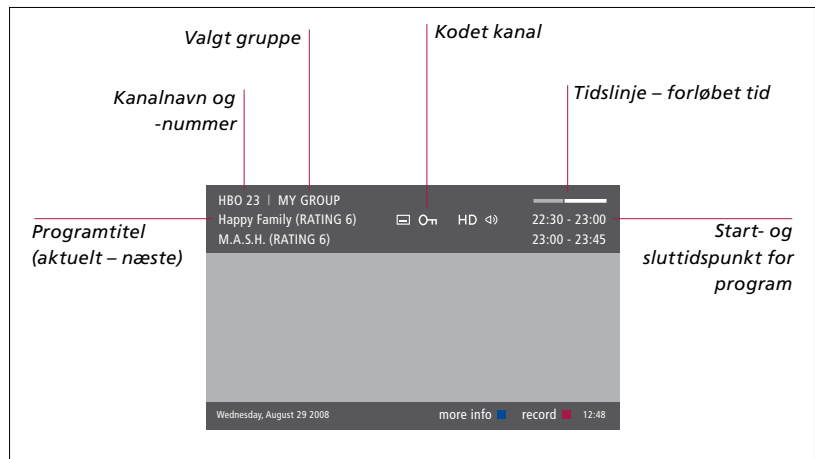 Valgt gruppe
Kodet kanal
Kanalnavn og
-nummer
Tidslinje – forløbet tid
HBO 23 | MY GROUP
Happy Family (RATING 6) HD 22:30 - 23:00
M.A.S.H. (RATING 6) 23:00 - 23:45
Programtitel
(aktuelt – næste)
Start- og
sluttidspunkt for
program
Wednesday, August 29 2008 more info record 12:48